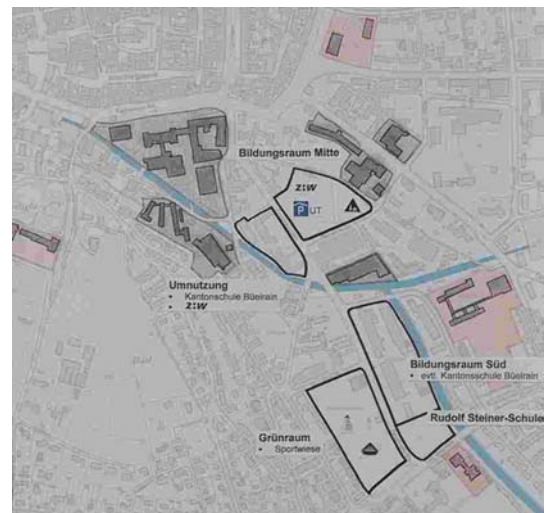 Bildungsraum Mitte
z:w
P UT
Umnutzung
• Kantonschule Büelrain
• z:w
Bildungsraum Süd
• evtl. Kantonsschule Büelrain
Rudolf Steiner-Schule
Grünraum
• Sportwiese